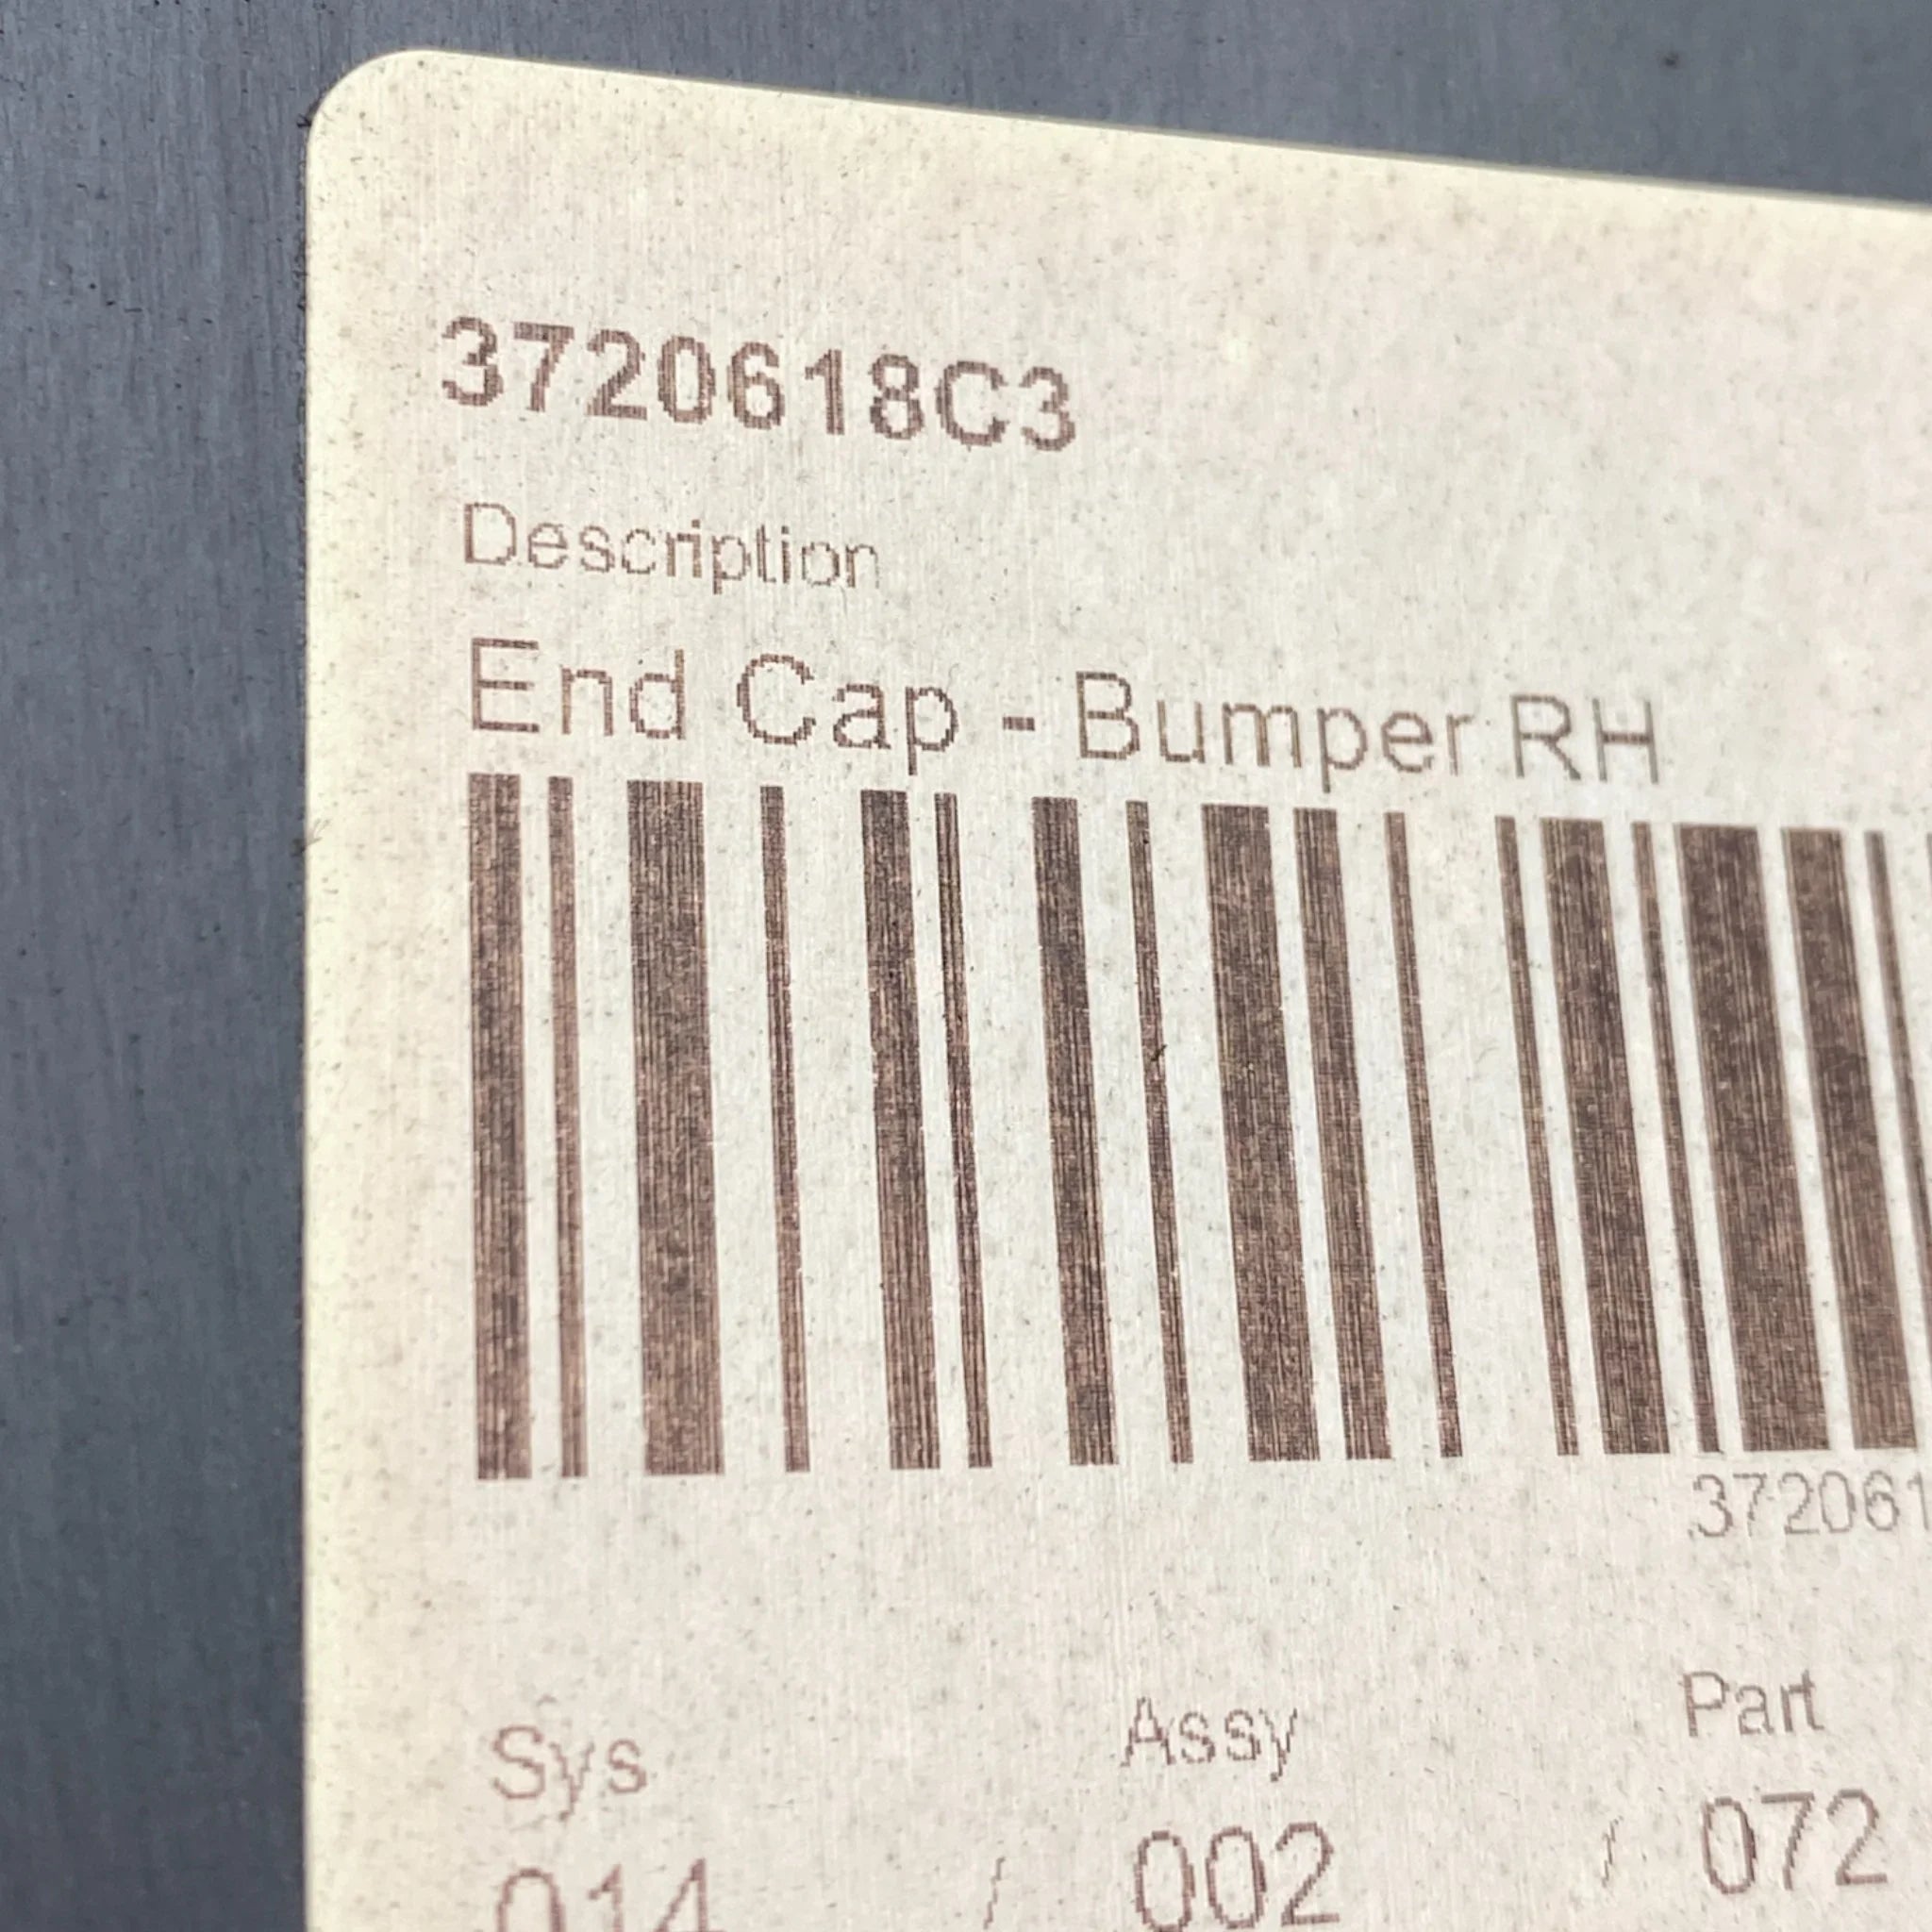 3720618C3
Description
End Cap - Bumper RH
372061
Sys Assy Part
014 / 002 / 072